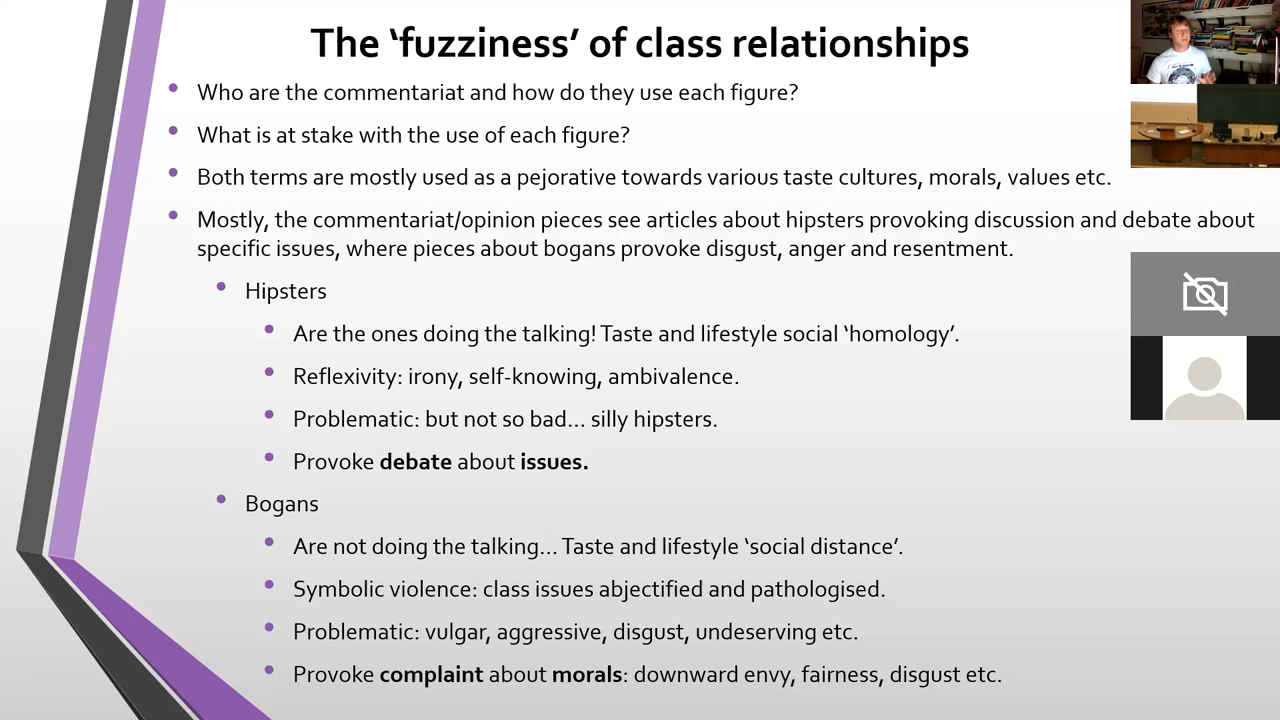 The ‘fuzziness’ of class relationships
Who are the commentariat and how do they use each figure?
What is at stake with the use of each figure?
Both terms are mostly used as a pejorative towards various taste cultures, morals, values etc.
Mostly, the commentariat/opinion pieces see articles about hipsters provoking discussion and debate about
specific issues, where pieces about bogans provoke disgust, anger and resentment.
Hipsters
Are the ones doing the talking! Taste and lifestyle social ‘homology’.
Reflexivity: irony, self-knowing, ambivalence.
Problematic: but not so bad… silly hipsters.
Provoke debate about issues.
Bogans
Are not doing the talking… Taste and lifestyle ‘social distance’.
Symbolic violence: class issues abjectified and pathologised.
Problematic: vulgar, aggressive, disgust, undeserving etc.
Provoke complaint about morals: downward envy, fairness, disgust etc.